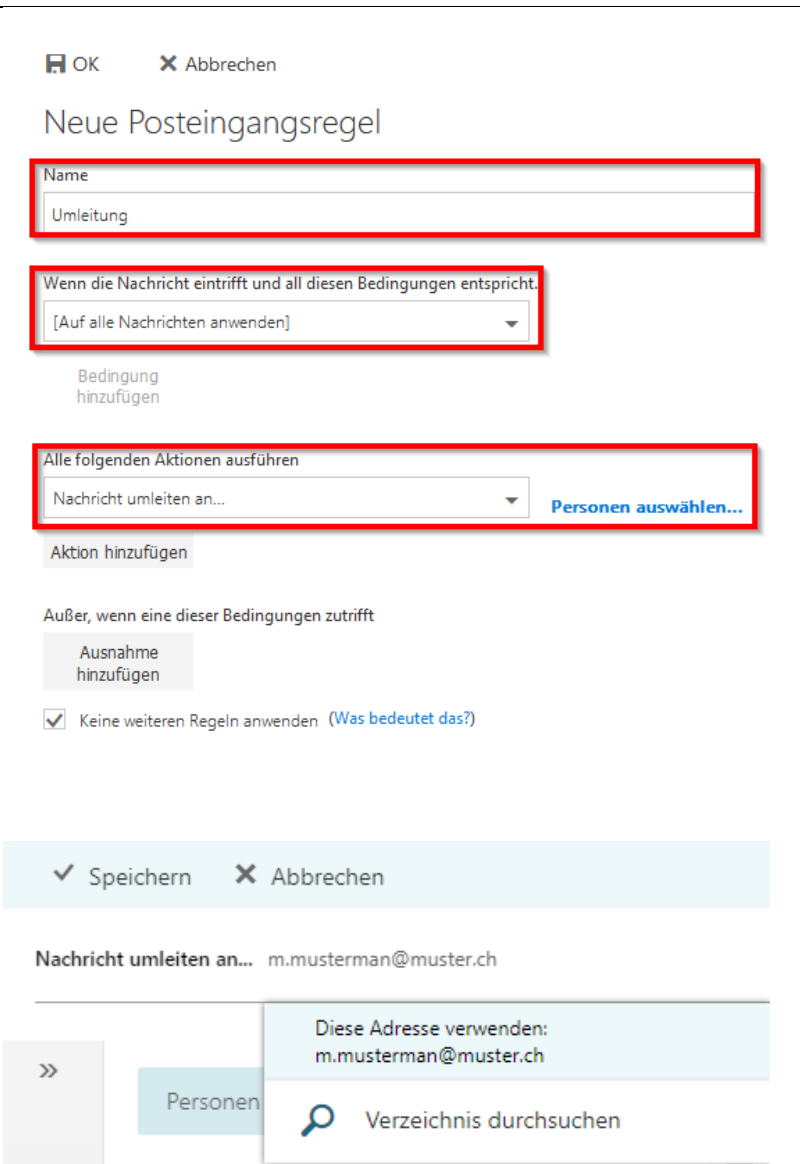 OK Abbrechen
Neue Posteingangsregel
Name
Umleitung
Wenn die Nachricht eintrifft und all diesen Bedingungen entspricht.
[Auf alle Nachrichten anwenden]
Bedingung
hinzufügen
Alle folgenden Aktionen ausführen
Nachricht umleiten an... Personen auswählen...
Aktion hinzufügen
Außer, wenn eine dieser Bedingungen zutrifft
Ausnahme
hinzufügen
Keine weiteren Regeln anwenden (Was bedeutet das?)
Speichern Abbrechen
Nachricht umleiten an... m.musterman@muster.ch
Diese Adresse verwenden:
m.musterman@muster.ch
Personen
Verzeichnis durchsuchen